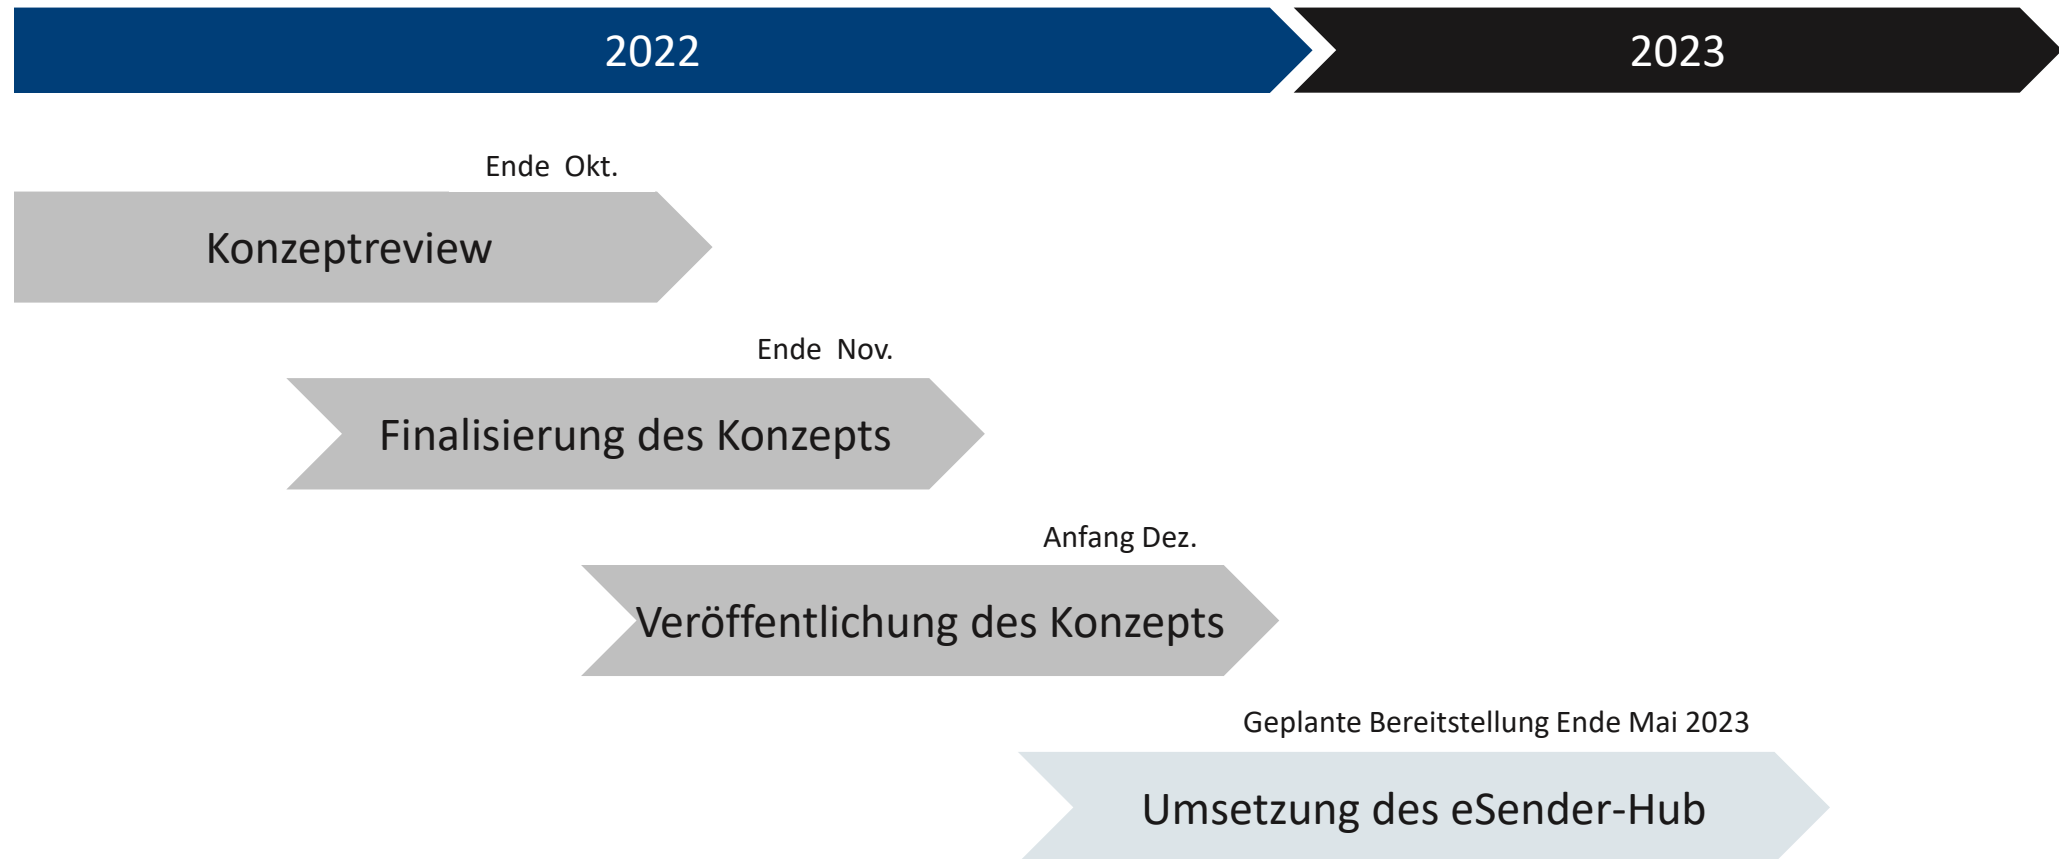 2022
2023
Ende Okt.
Konzeptreview
Ende Nov.
Finalisierung des Konzepts
Anfang Dez.
Veröffentlichung des Konzepts
Geplante Bereitstellung Ende Mai 2023
Umsetzung des eSender-Hub